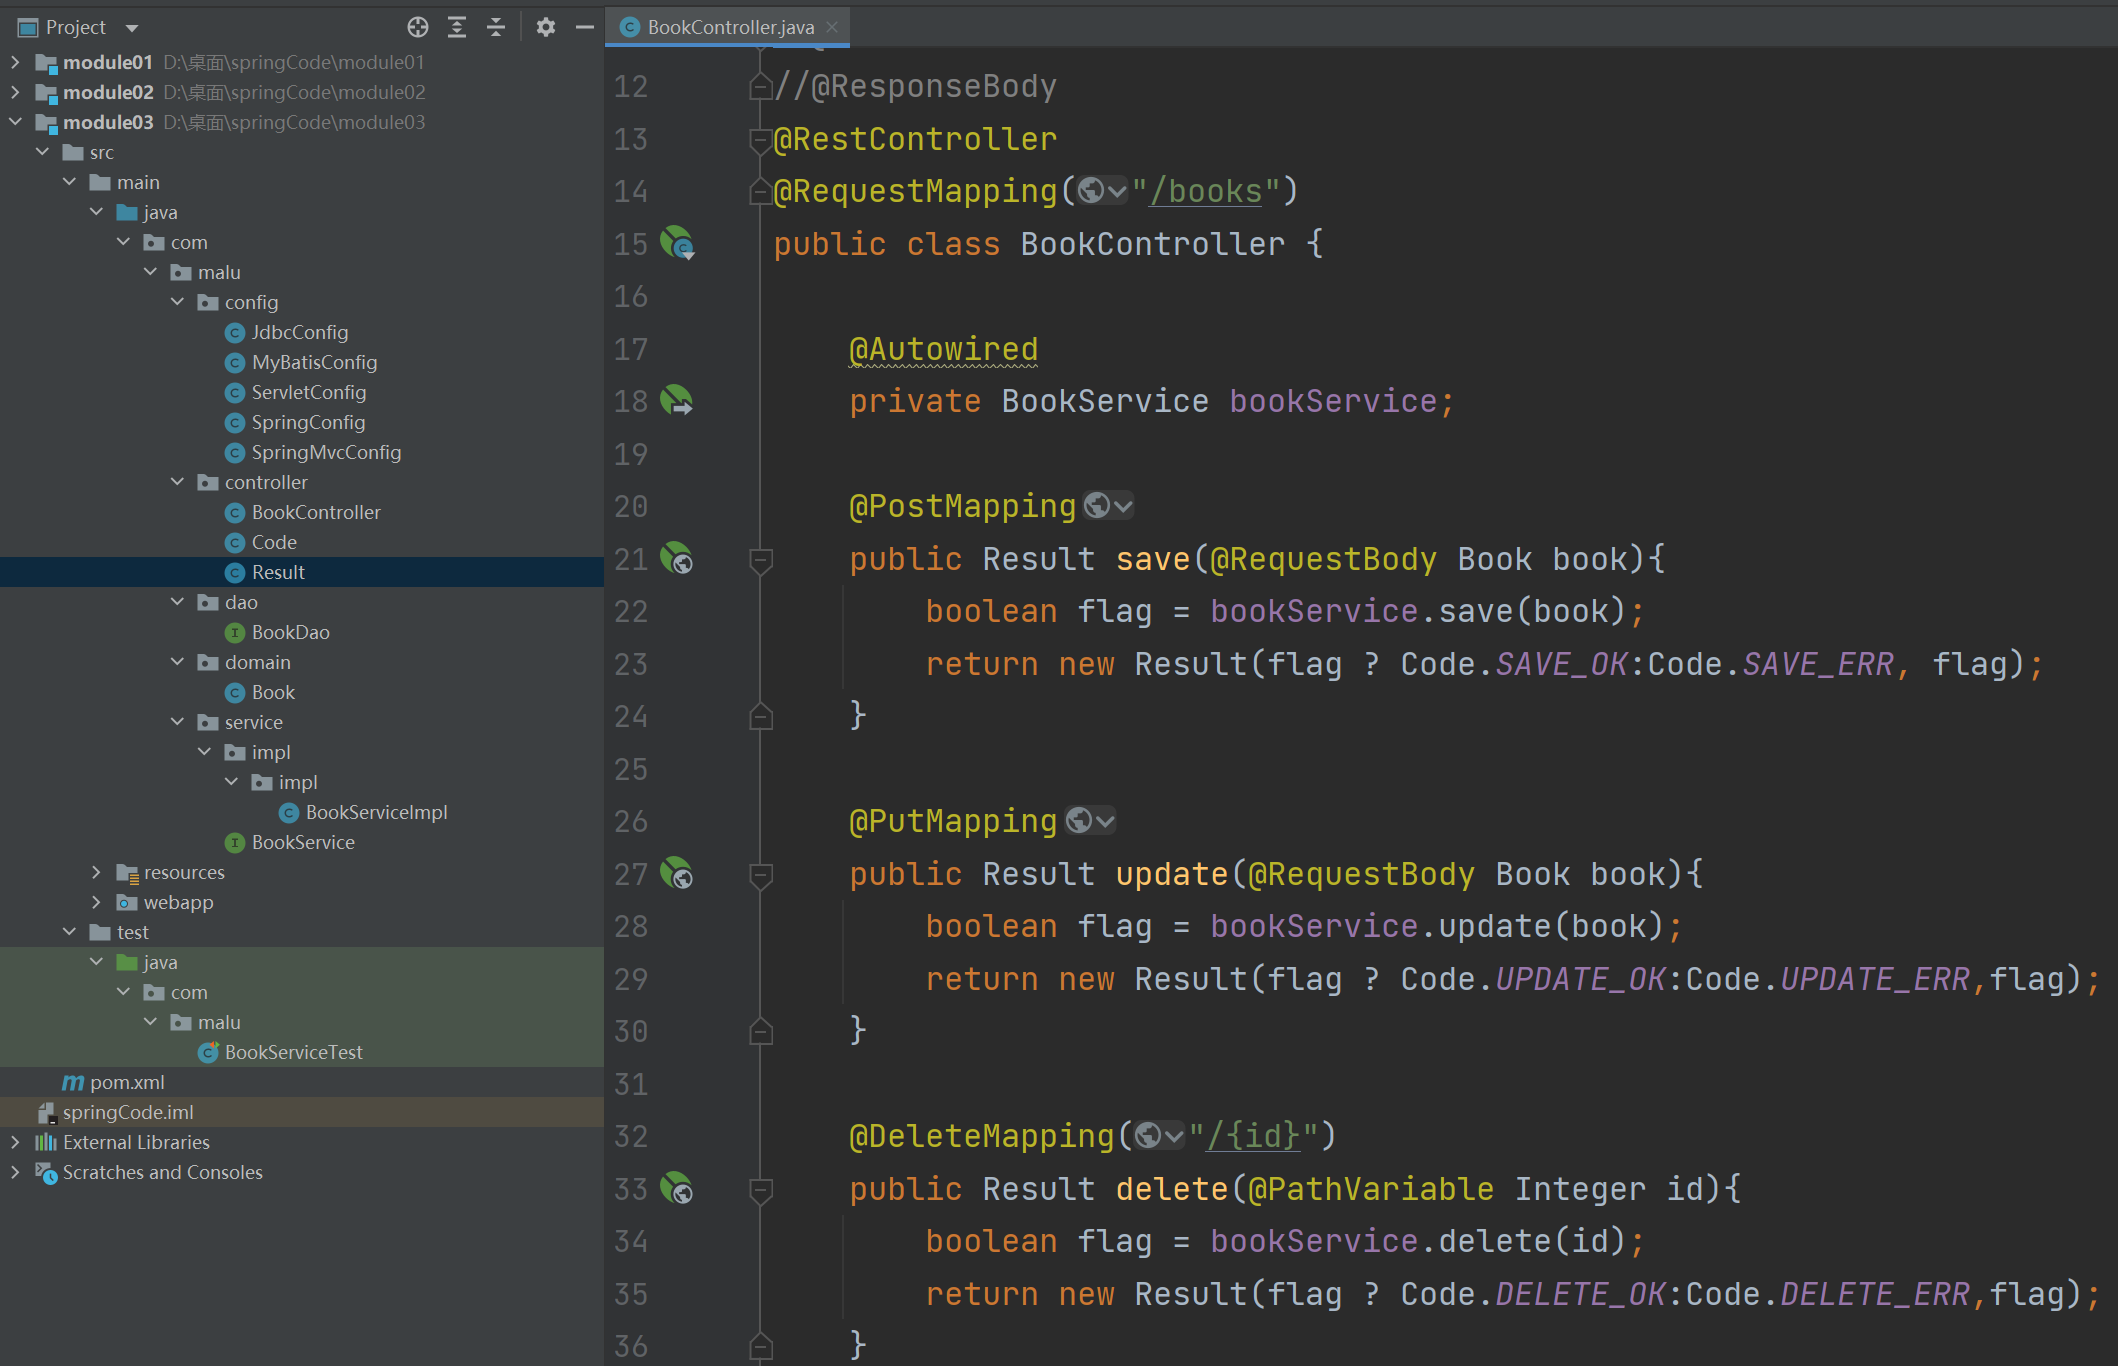 Project
module01 D:\桌面\springCode\module01
module02 D:\桌面\springCode\module02
module03 D:\桌面\springCode\module03
src
main
java
com
malu
config
JdbcConfig
MyBatisConfig
ServletConfig
SpringConfig
SpringMvcConfig
controller
BookController
Code
Result
dao
BookDao
domain
Book
service
impl
impl
BookServiceImpl
BookService
resources
webapp
test
java
com
malu
BookServiceTest
pom.xml
springCode.iml
External Libraries
Scratches and Consoles
BookController.java
12 //@ResponseBody
13 @RestController
14 @RequestMapping("/books")
15 public class BookController {
16
17 @Autowired
18 private BookService bookService;
19
20 @PostMapping
21 public Result save(@RequestBody Book book){
22 boolean flag = bookService.save(book);
23 return new Result(flag ? Code.SAVE_OK:Code.SAVE_ERR, flag);
24 }
25
26 @PutMapping
27 public Result update(@RequestBody Book book){
28 boolean flag = bookService.update(book);
29 return new Result(flag ? Code.UPDATE_OK:Code.UPDATE_ERR,flag);
30 }
31
32 @DeleteMapping("/{id}")
33 public Result delete(@PathVariable Integer id){
34 boolean flag = bookService.delete(id);
35 return new Result(flag ? Code.DELETE_OK:Code.DELETE_ERR,flag);
36 }